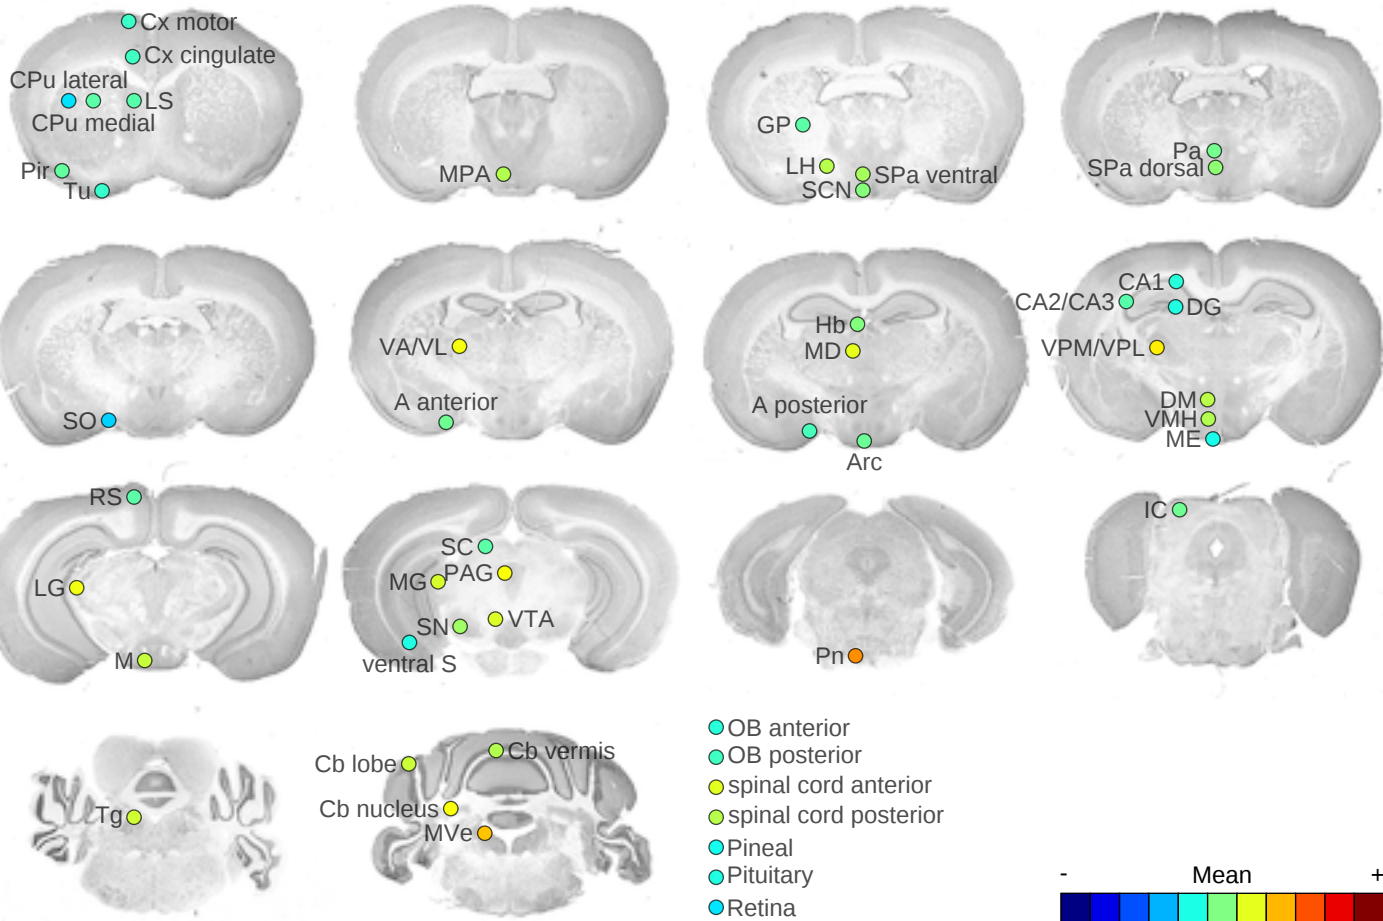 Cx motor
Cx cingulate
CPu lateral
LS
CPu medial
Pir
Tu
MPA
GP
LH
SPa ventral
SCN
Pa
SPa dorsal
SO
VA/VL
A anterior
Hb
MD
A posterior
Arc
CA1
CA2/CA3
DG
VPM/VPL
DM
VMH
ME
RS
LG
M
SC
MG
PAG
SN
VTA
ventral S
Pn
IC
Tg
Cb lobe
Cb vermis
Cb nucleus
MVe
OB anterior
OB posterior
spinal cord anterior
spinal cord posterior
Pineal
Pituitary
Retina
- Mean +